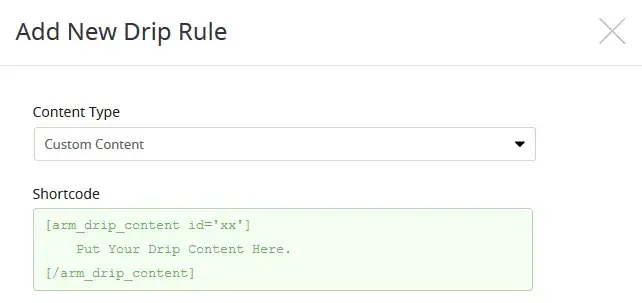 Add New Drip Rule
Content Type
Custom Content
Shortcode
[arm_drip_content id='xx']
Put Your Drip Content Here.
[/arm_drip_content]